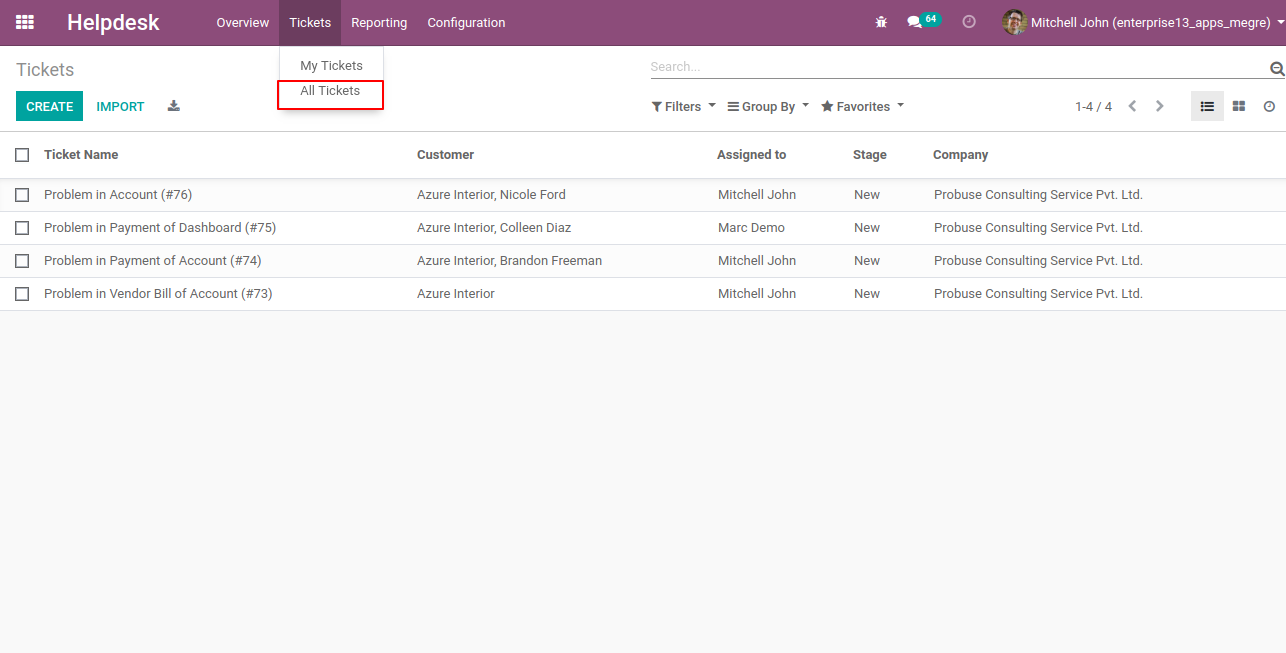 Helpdesk Overview Tickets Reporting Configuration 64 Mitchell John (enterprise13_apps_megre)
My Tickets
All Tickets
Tickets Search...
CREATE IMPORT Filters Group By Favorites 1-4 / 4
Ticket Name Customer Assigned to Stage Company
Problem in Account (#76) Azure Interior, Nicole Ford Mitchell John New Probuse Consulting Service Pvt. Ltd.
Problem in Payment of Dashboard (#75) Azure Interior, Colleen Diaz Marc Demo New Probuse Consulting Service Pvt. Ltd.
Problem in Payment of Account (#74) Azure Interior, Brandon Freeman Mitchell John New Probuse Consulting Service Pvt. Ltd.
Problem in Vendor Bill of Account (#73) Azure Interior Mitchell John New Probuse Consulting Service Pvt. Ltd.